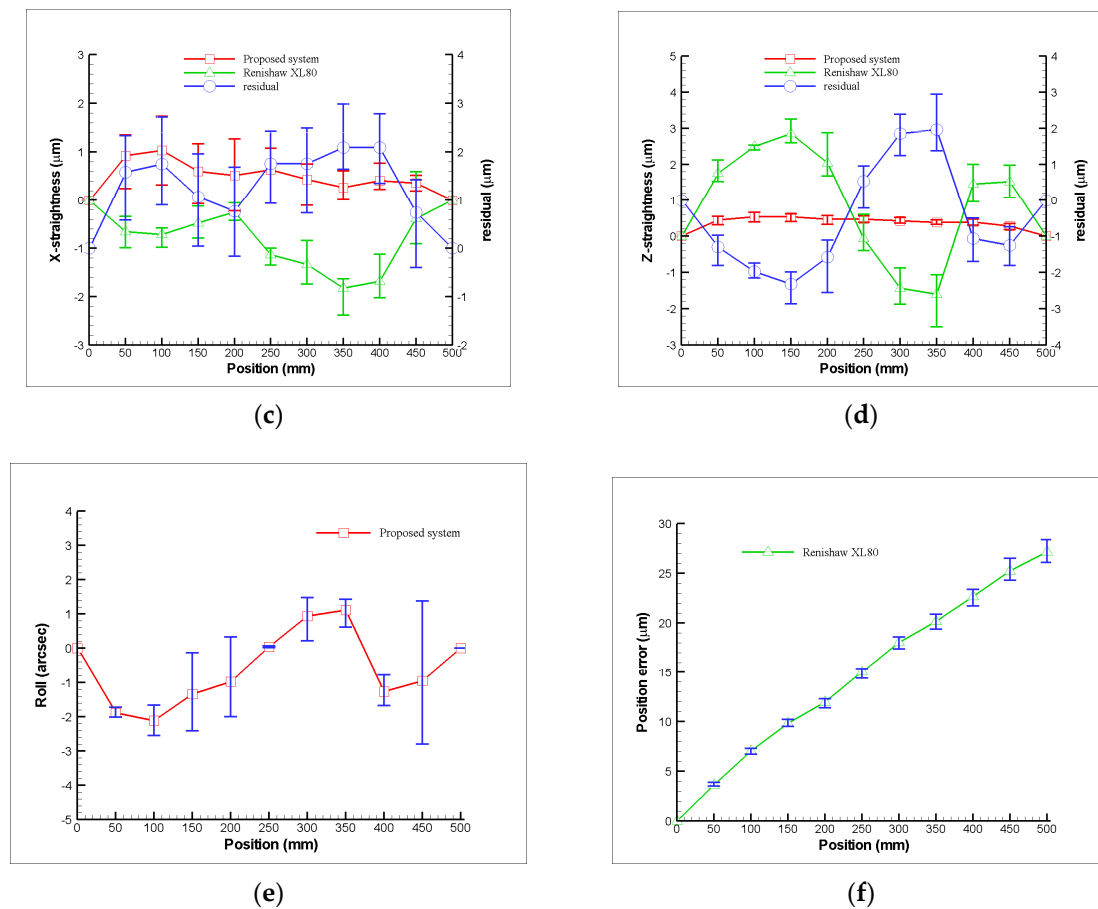 3
2
1
0
-1
-2
-3
X-straightness (μm)
Proposed system
Renishaw XL80
residual
4
3
2
1
0
-1
-2
residual (μm)
0 50 100 150 200 250 300 350 400 450 500
Position (mm)
(c)
5
4
3
2
1
0
-1
-2
-3
Z-straightness (μm)
Proposed system
Renishaw XL80
residual
4
3
2
1
0
-1
-2
-3
-4
residual (μm)
0 50 100 150 200 250 300 350 400 450 500
Position (mm)
(d)
4
3
2
1
0
-1
-2
-3
-4
-5
Roll (arcsec)
Proposed system
0 50 100 150 200 250 300 350 400 450 500
Position (mm)
(e)
30
25
20
15
10
5
0
Position error (μm)
Renishaw XL80
0 50 100 150 200 250 300 350 400 450 500
Position (mm)
(f)